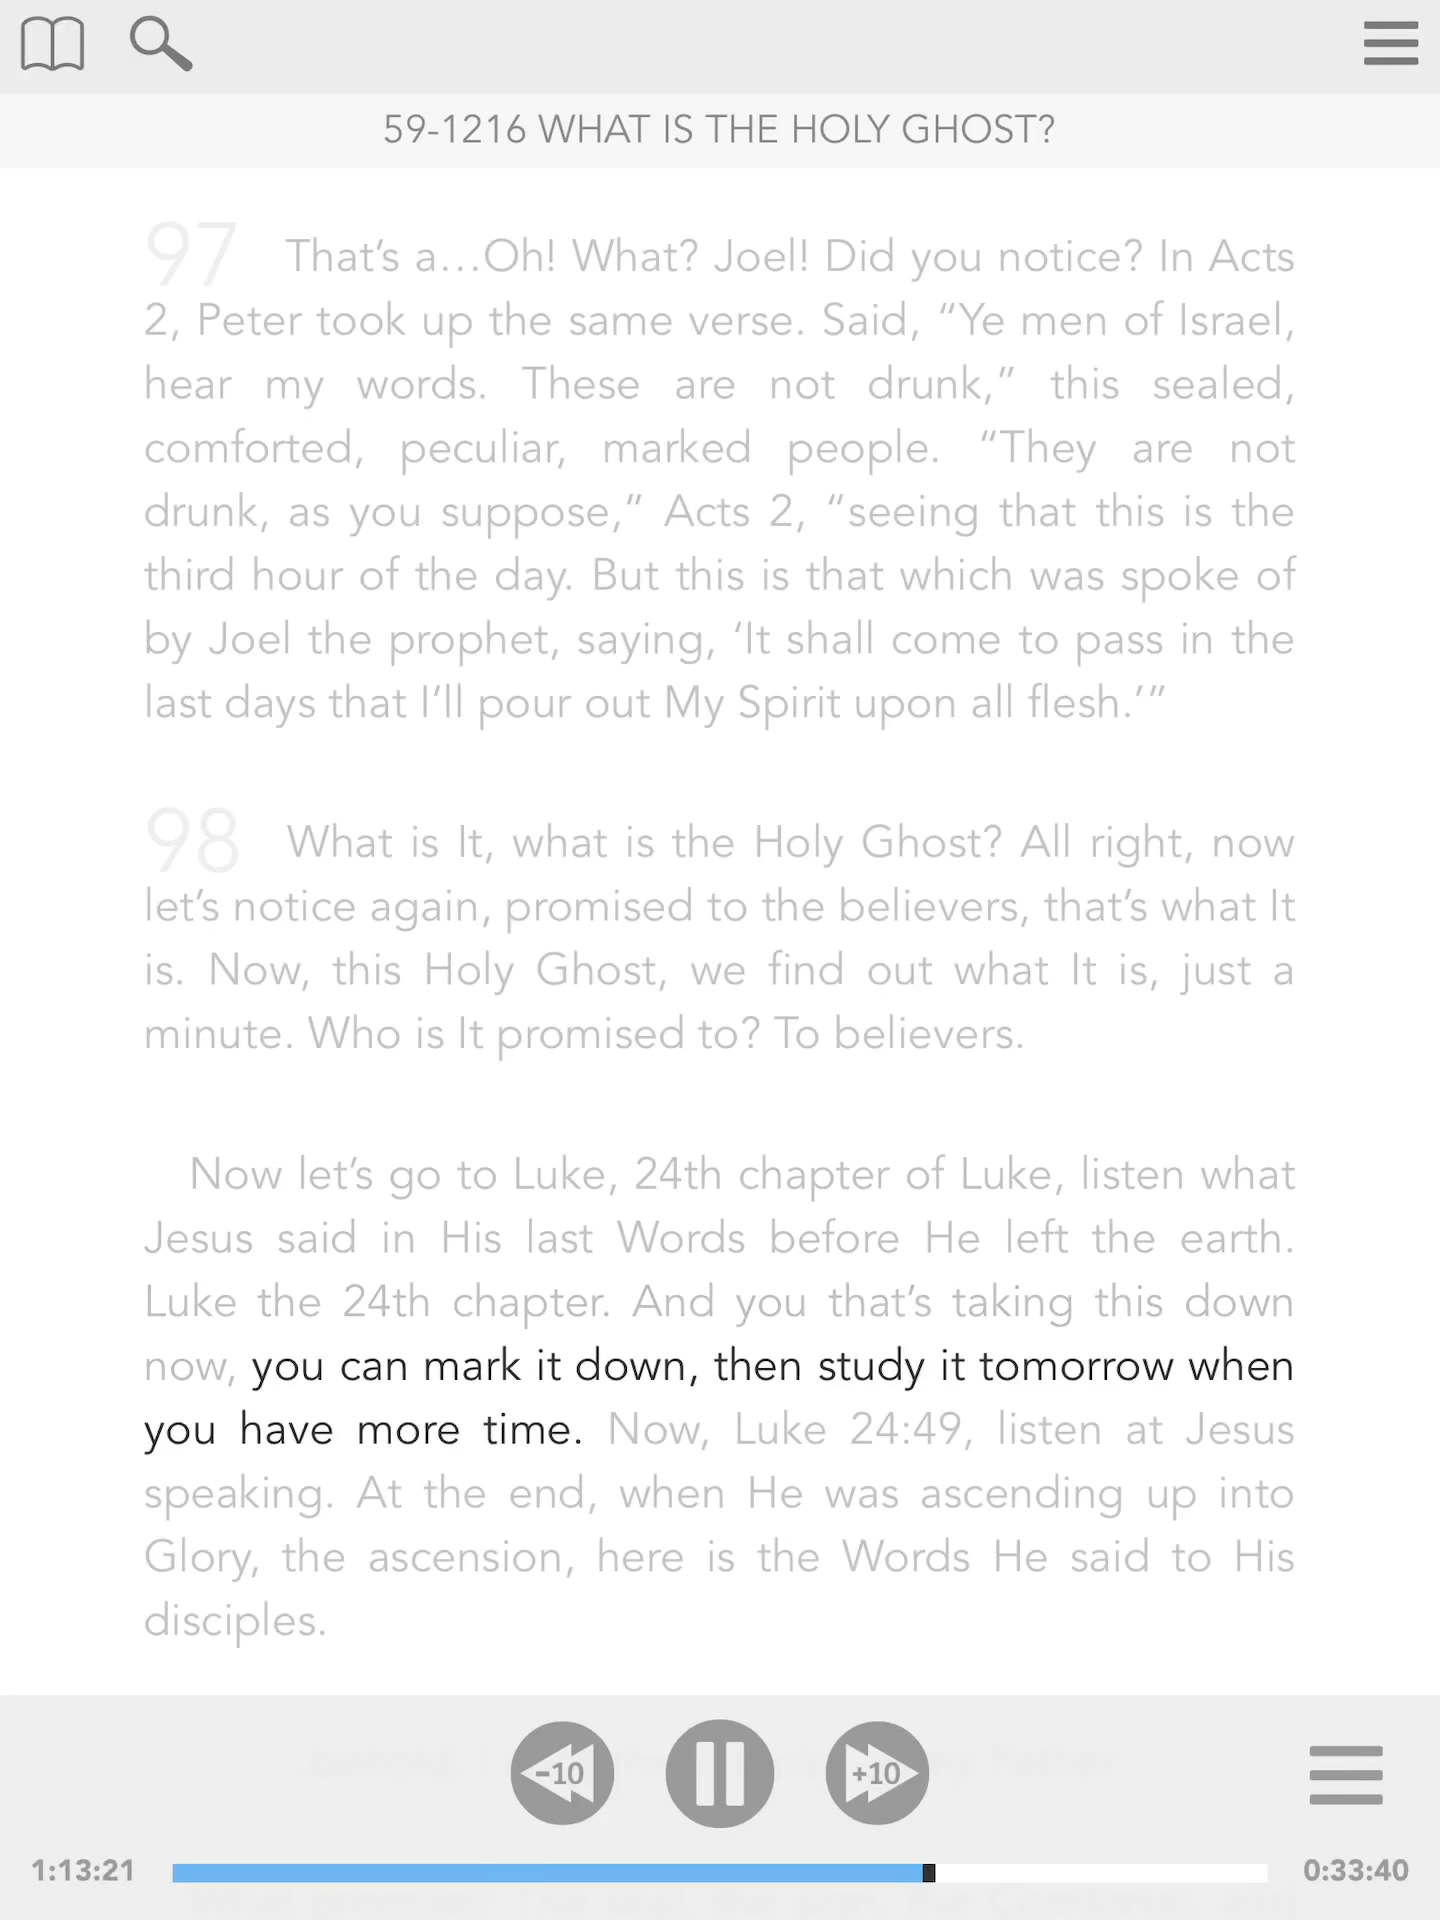 59-1216 WHAT IS THE HOLY GHOST?
97 That’s a…Oh! What? Joel! Did you notice? In Acts
2, Peter took up the same verse. Said, “Ye men of Israel,
hear my words. These are not drunk,” this sealed,
comforted, peculiar, marked people. “They are not
drunk, as you suppose,” Acts 2, “seeing that this is the
third hour of the day. But this is that which was spoke of
by Joel the prophet, saying, ‘It shall come to pass in the
last days that I’ll pour out My Spirit upon all flesh.’”
98 What is It, what is the Holy Ghost? All right, now
let’s notice again, promised to the believers, that’s what It
is. Now, this Holy Ghost, we find out what It is, just a
minute. Who is It promised to? To believers.
Now let’s go to Luke, 24th chapter of Luke, listen what
Jesus said in His last Words before He left the earth.
Luke the 24th chapter. And you that’s taking this down
now, you can mark it down, then study it tomorrow when
you have more time. Now, Luke 24:49, listen at Jesus
speaking. At the end, when He was ascending up into
Glory, the ascension, here is the Words He said to His
disciples.
-10 +10
1:13:21 0:33:40